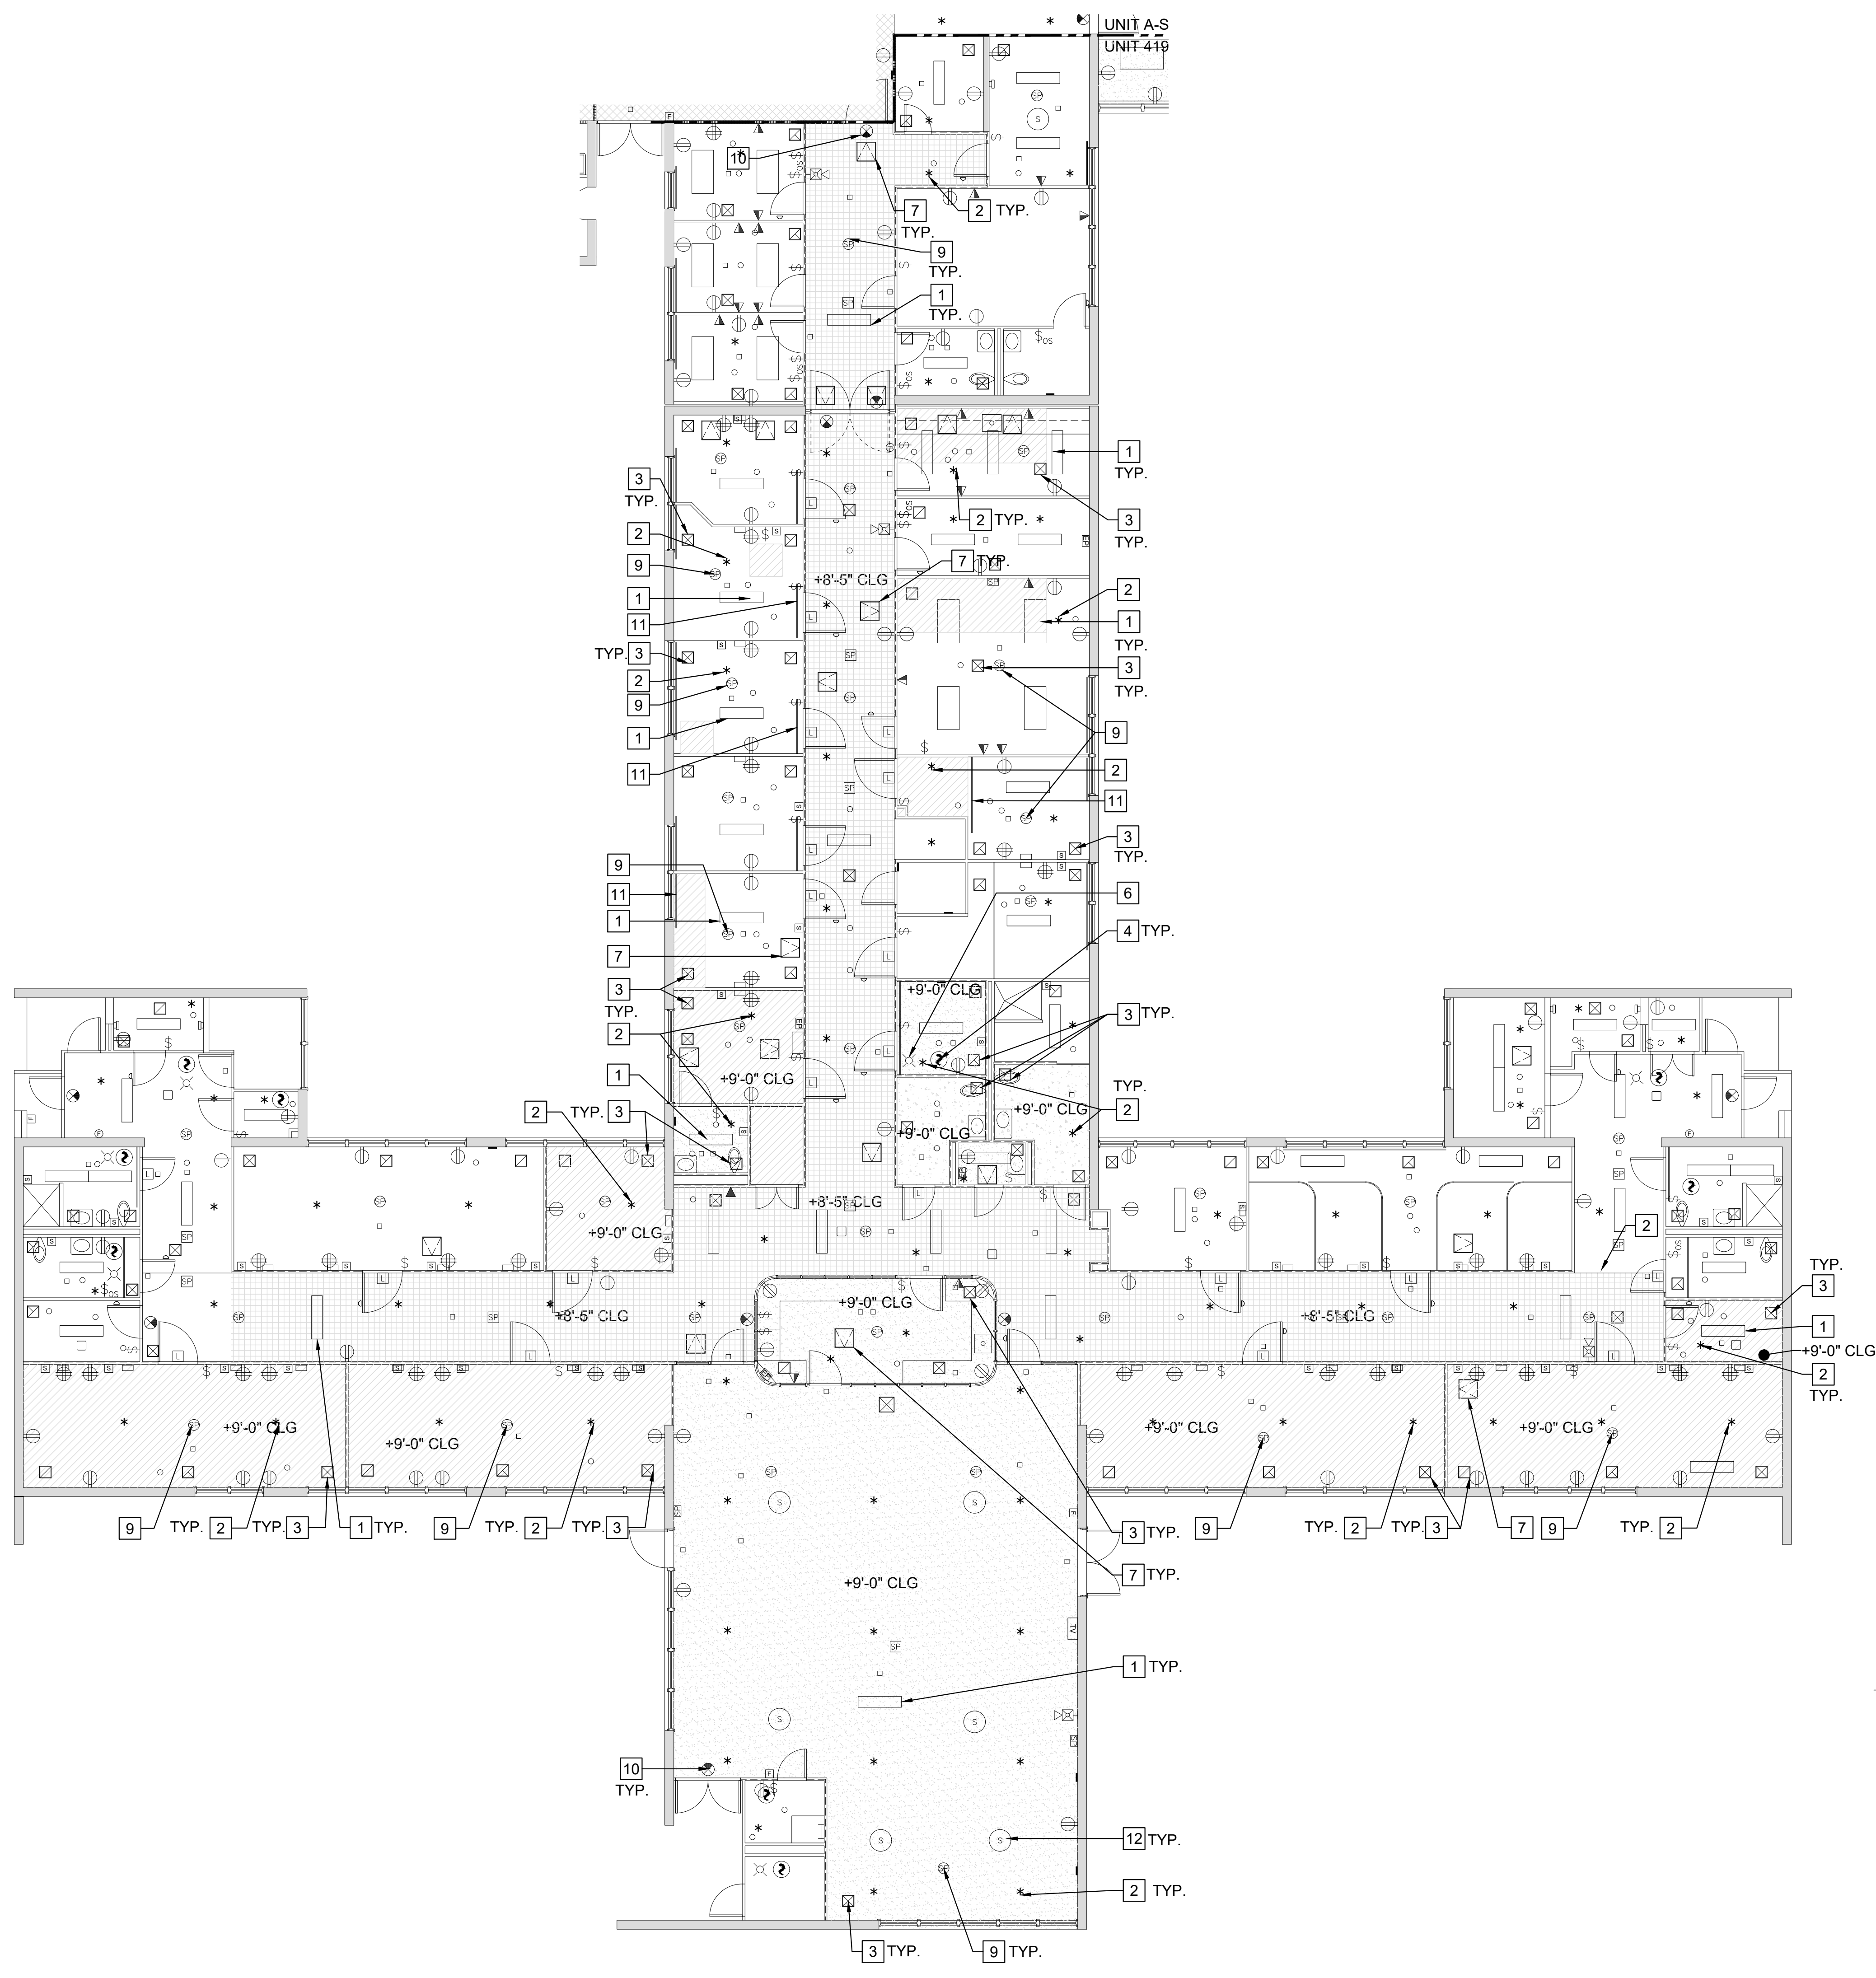 UNIT A-S
UNIT 419
10
7
TYP.
2 TYP.
9
TYP.
1
TYP.
1
TYP.
3
TYP.
2 TYP.
3
TYP.
2
9
7 TYP.
+8'-5" CLG
1
11
2
1
TYP.
TYP. 3
2
9
3
TYP.
1
9
11
2
11
3
TYP.
9
11
6
1
4 TYP.
7
+9'-0" CLG
3
TYP.
3 TYP.
2
1
+9'-0" CLG
TYP.
2
2 TYP. 3
+9'-0" CLG
+9'-0" CLG
+8'-5" CLG
2
+9'-0" CLG
TYP.
3
+9'-0" CLG
+8'-5" CLG
+8'-5" CLG
1
+9'-0" CLG
2
TYP.
+9'-0" CLG
+9'-0" CLG
+9'-0" CLG
+9'-0" CLG
9 TYP. 2 TYP. 3 1 TYP. 9 TYP. 2 TYP. 3
3 TYP. 9 TYP. 2 TYP. 3 7 9 TYP. 2
7 TYP.
+9'-0" CLG
TV
SP
1 TYP.
10
TYP.
12 TYP.
2 TYP.
3 TYP. 9 TYP.